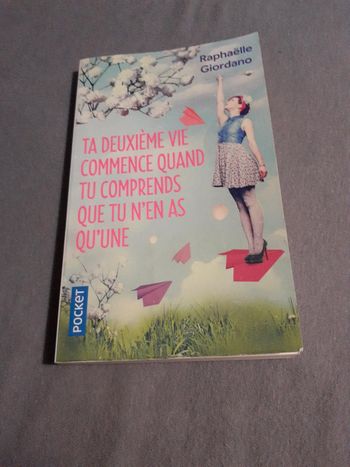 Raphaëlle
Giordano
TA DEUXIÈME VIE
COMMENCE QUAND
TU COMPRENDS
QUE TU N'EN AS
QU'UNE
POCKET